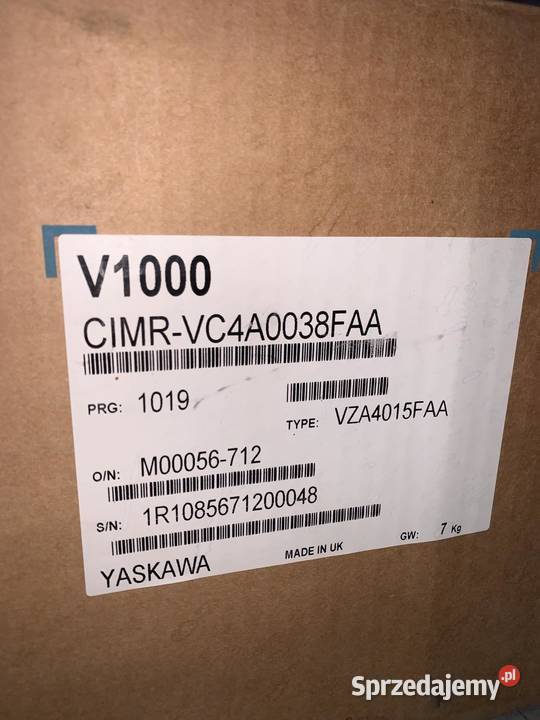 V1000
CIMR-VC4A0038FAA
PRG: 1019
TYPE: VZA4015FAA
O/N: M00056-712
S/N: 1R1085671200048
YASKAWA MADE IN UK GW: 7 Kg
Sprzedajemy.pl